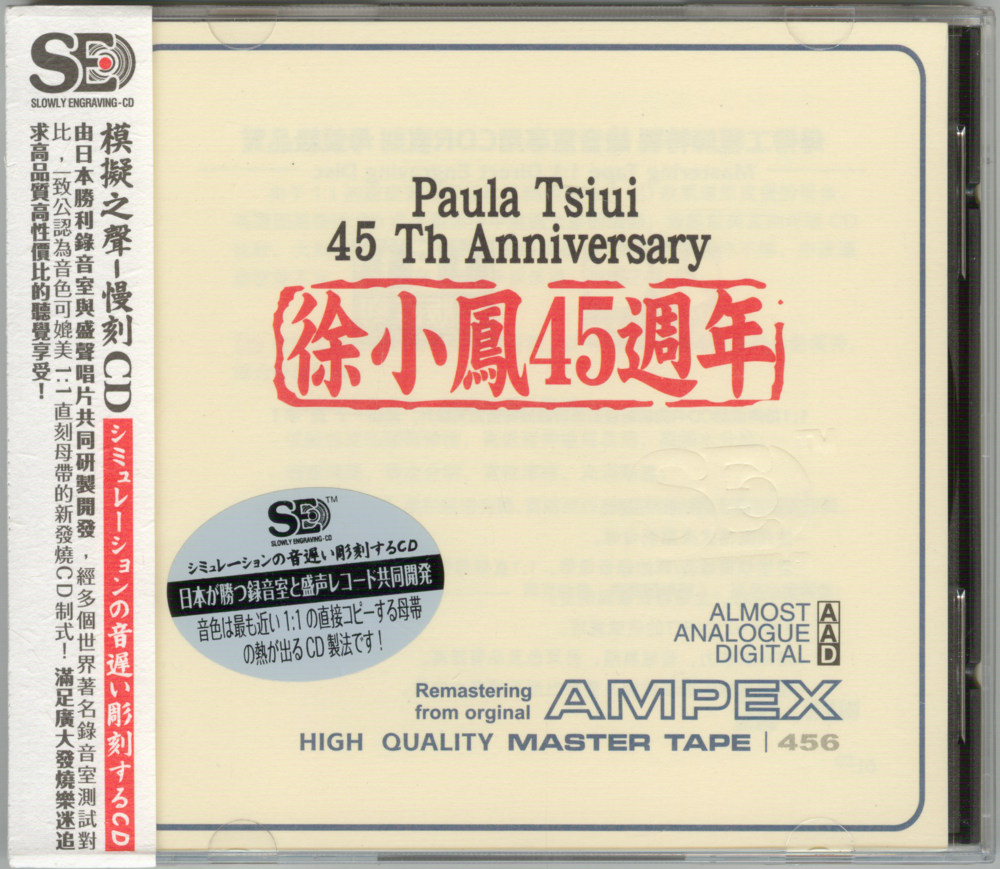 SE
SLOWLY ENGRAVING-CD
模擬之聲-慢刻CD
シミュレーションの音遅い彫刻するCD
由日本勝利錄音室與盛聲唱片共同研製開發，經多個世界著名錄音室測試對
比，一致公認為音色可媲美1:1直刻母帶的新發燒CD制式！滿足廣大發燒樂迷追
求高品質高性價比的聽覺享受！
Paula Tsiui
45 Th Anniversary
徐小鳳45週年
SE TM
SLOWLY ENGRAVING-CD
シミュレーションの音遅い彫刻するCD
日本が勝つ録音室と盛声レコード共同開発
音色は最も近い1:1の直接コピーする母帯
の熱が出るCD製法です！
ALMOST A
ANALOGUE A
DIGITAL D
Remastering
from orginal AMPEX
HIGH QUALITY MASTER TAPE | 456